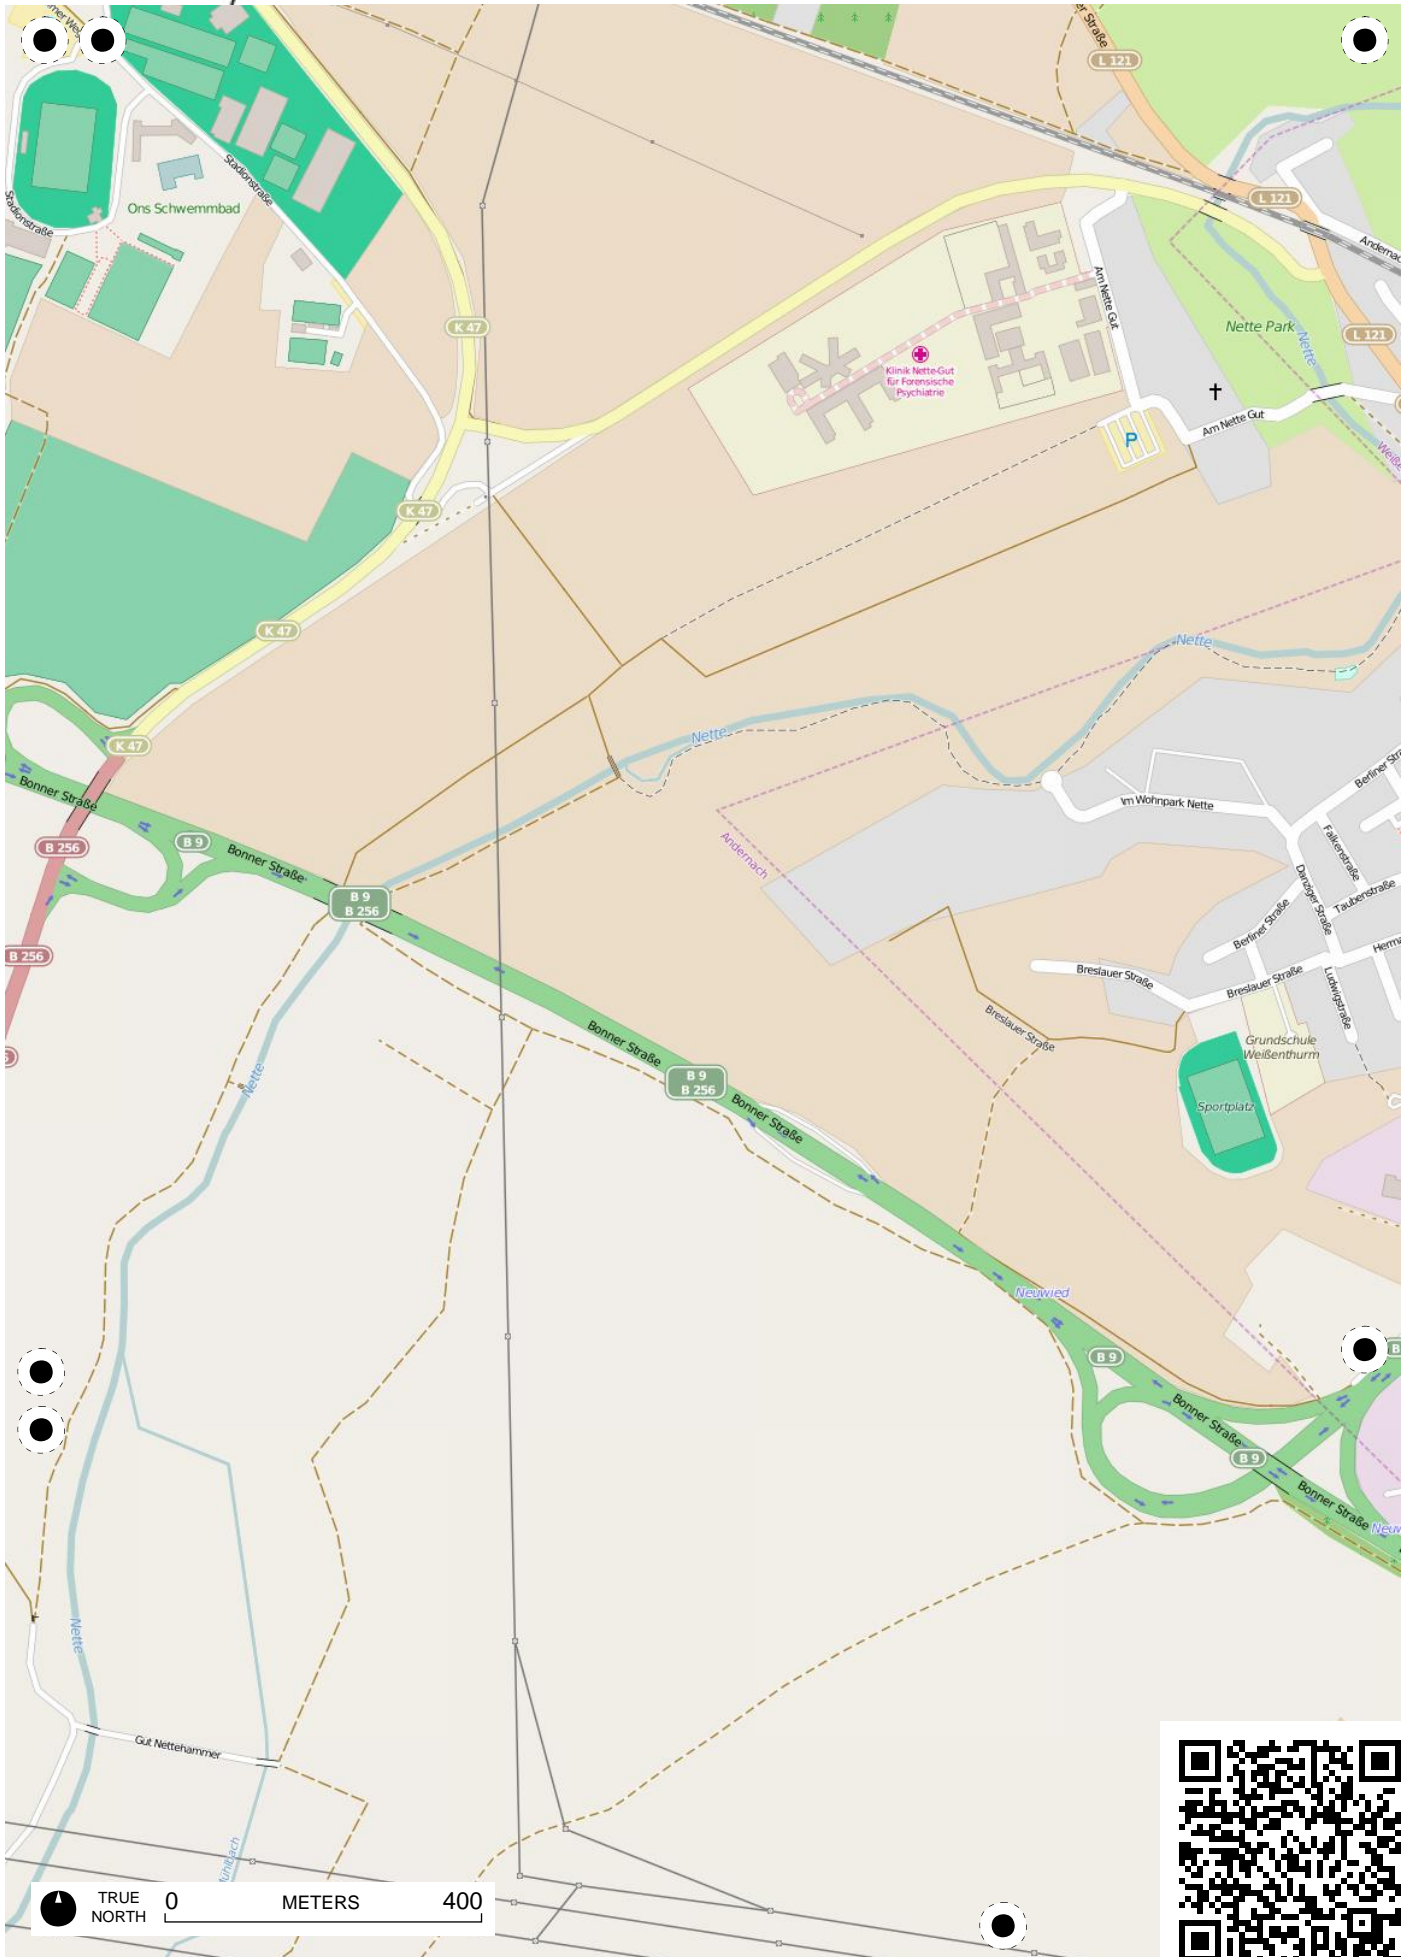 L 121
Stadionstraße
Ons Schwemmbad
Stadionstraße
L 121
K 47
Am Nette Gut
Nette Park
Nette
L 121
Klinik Nette-Gut
für Forensische
Psychiatrie
P
Am Nette Gut
K 47
K 47
Nette
K 47
Nette
Bonner Straße
Im Wohnpark Nette
B 256
B 9
Bonner Straße
Andernach
Falkenstraße
Danziger Straße
Taubenstraße
B 9
B 256
Berliner Straße
B 256
Breslauer Straße
Breslauer Straße
Ludwigstraße
Breslauer Straße
Bonner Straße
Grundschule
Weißenthurm
Nette
B 9
B 256
Bonner Straße
Sportplatz
Neuwied
B 9
Bonner Straße
B 9
Bonner Straße
Nette
Gut Nettehammer
TRUE
NORTH
0 METERS 400